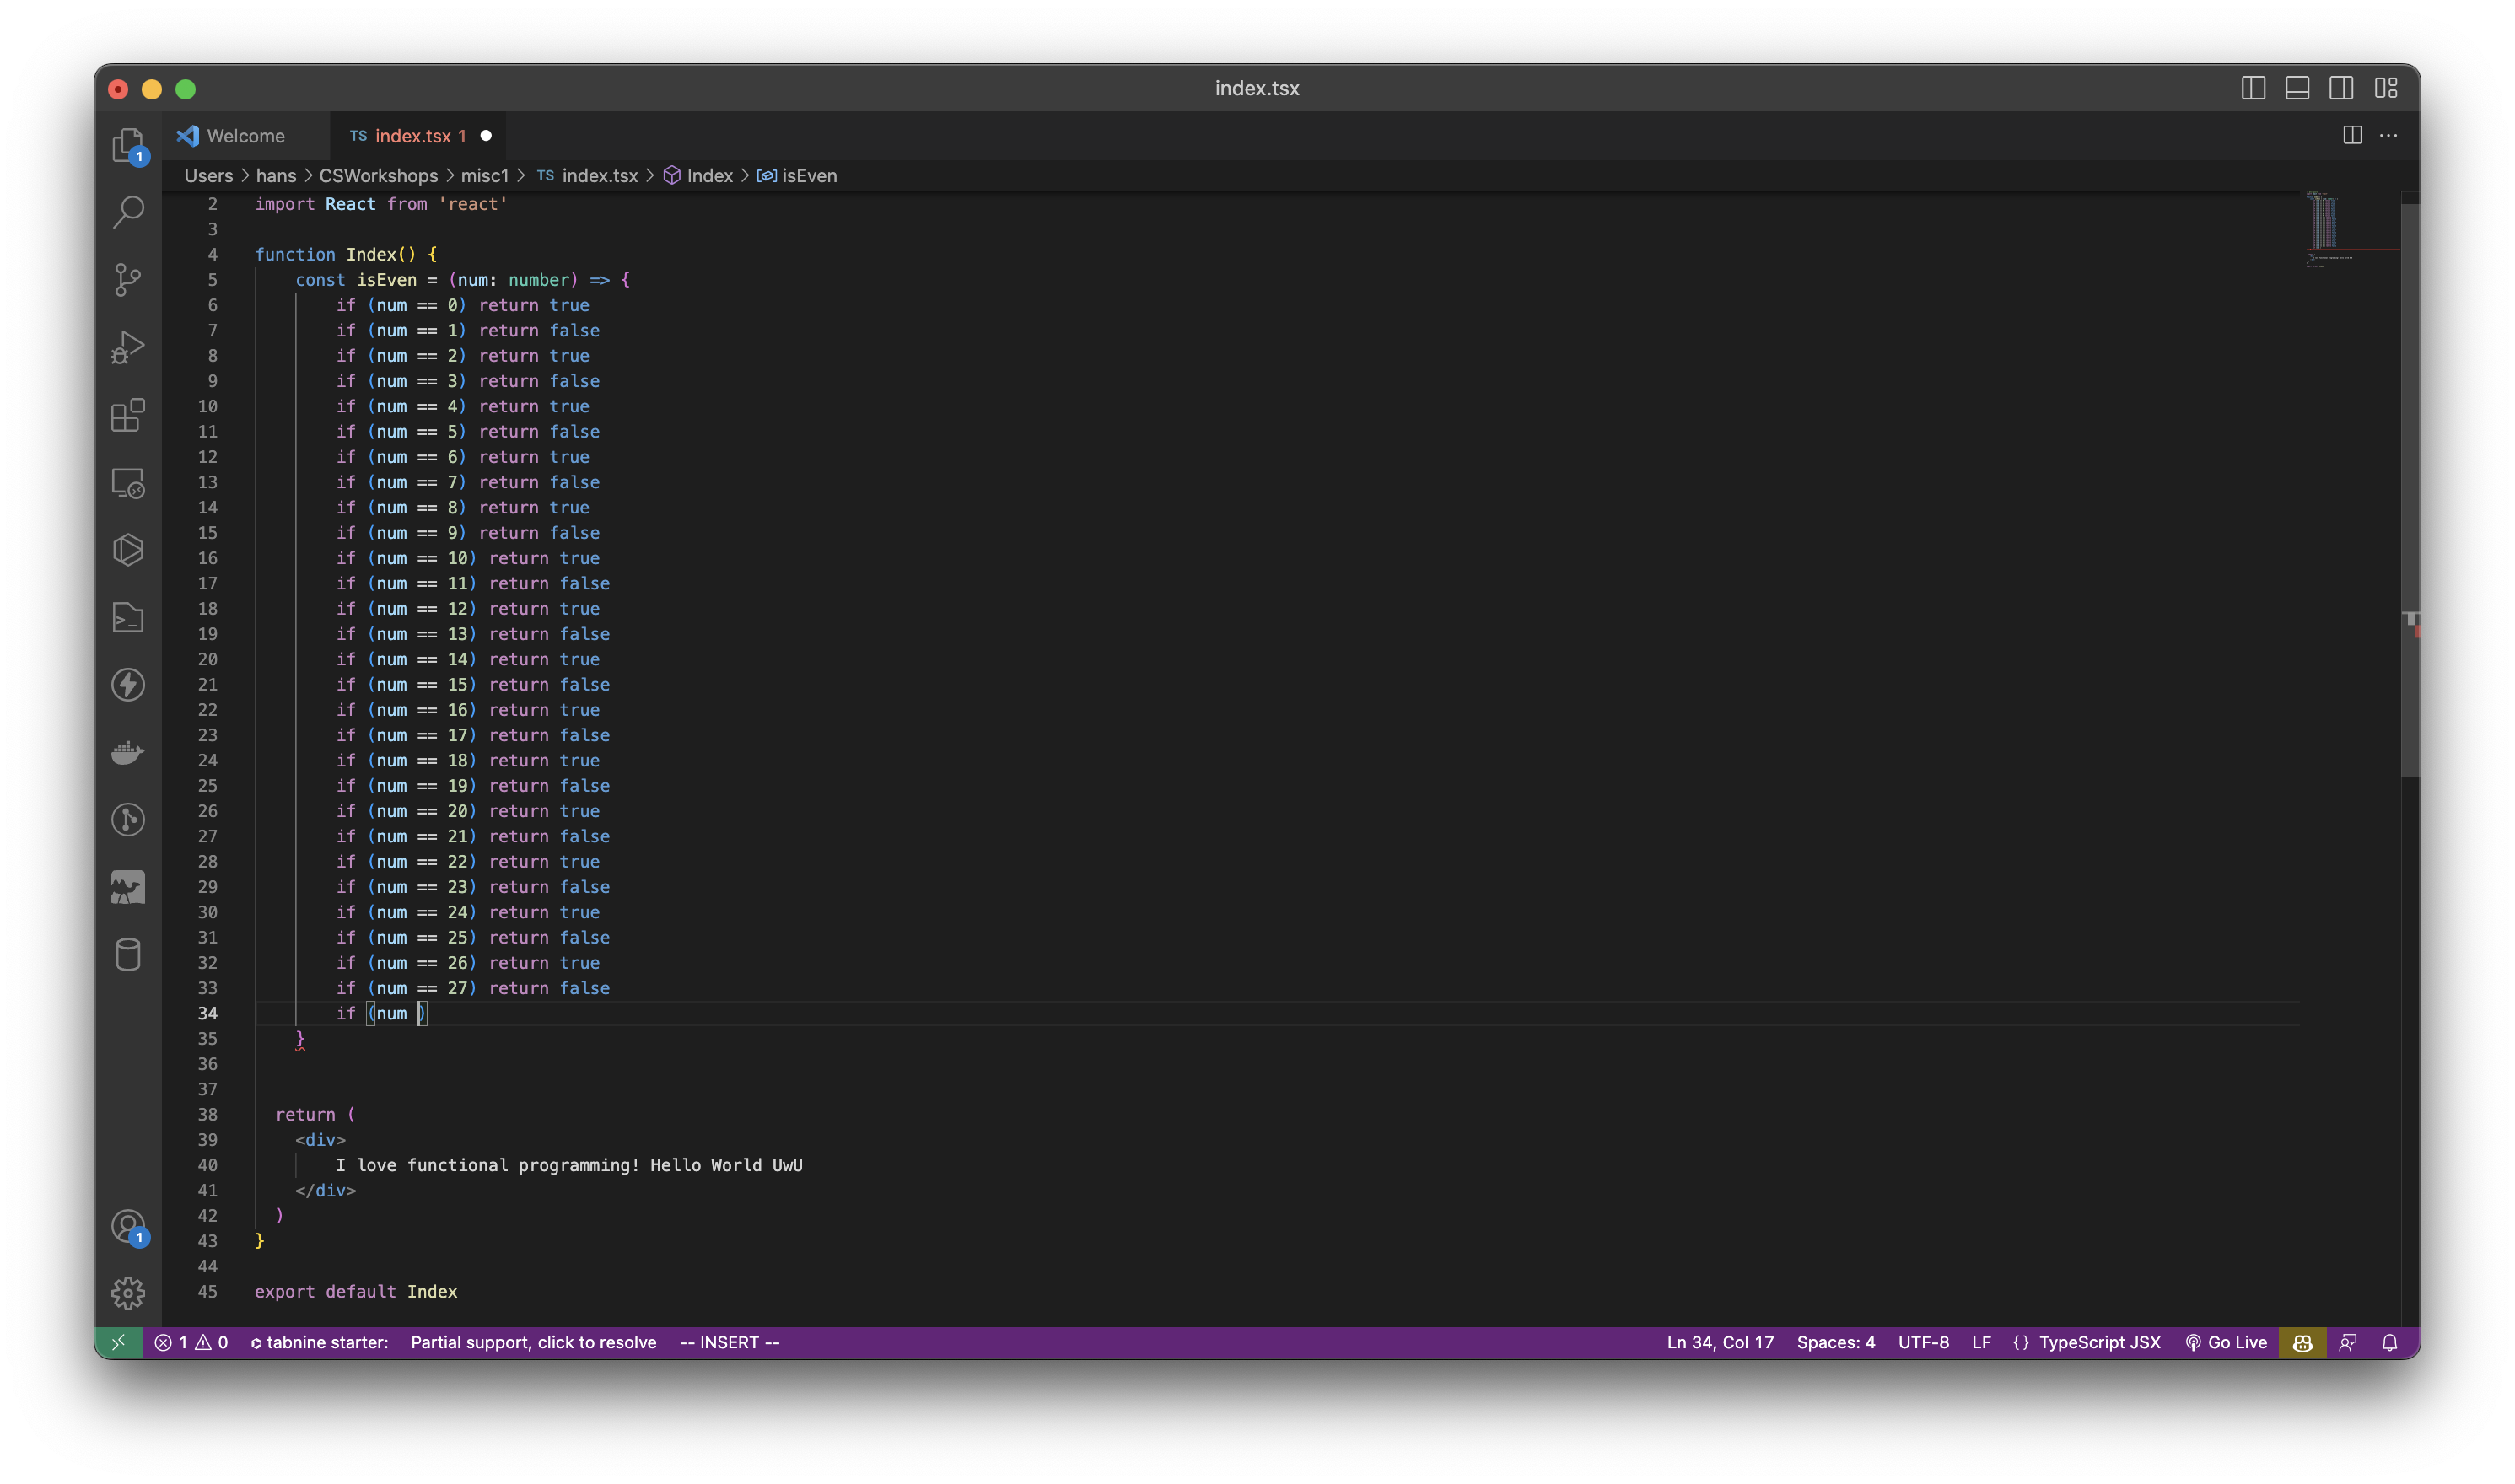 index.tsx
1
Welcome
TS index.tsx 1
Users > hans > CSWorkshops > misc1 > TS index.tsx > Index > isEven
2 import React from 'react'
3
4 function Index() {
5 const isEven = (num: number) => {
6 if (num == 0) return true
7 if (num == 1) return false
8 if (num == 2) return true
9 if (num == 3) return false
10 if (num == 4) return true
11 if (num == 5) return false
12 if (num == 6) return true
13 if (num == 7) return false
14 if (num == 8) return true
15 if (num == 9) return false
16 if (num == 10) return true
17 if (num == 11) return false
18 if (num == 12) return true
19 if (num == 13) return false
20 if (num == 14) return true
21 if (num == 15) return false
22 if (num == 16) return true
23 if (num == 17) return false
24 if (num == 18) return true
25 if (num == 19) return false
26 if (num == 20) return true
27 if (num == 21) return false
28 if (num == 22) return true
29 if (num == 23) return false
30 if (num == 24) return true
31 if (num == 25) return false
32 if (num == 26) return true
33 if (num == 27) return false
34 if (num )
35 }
36
37
38 return (
39 <div>
40 I love functional programming! Hello World UwU
41 </div>
42 )
43 }
44
45 export default Index
1
1 0 tabnine starter: Partial support, click to resolve -- INSERT -- Ln 34, Col 17 Spaces: 4 UTF-8 LF {} TypeScript JSX Go Live